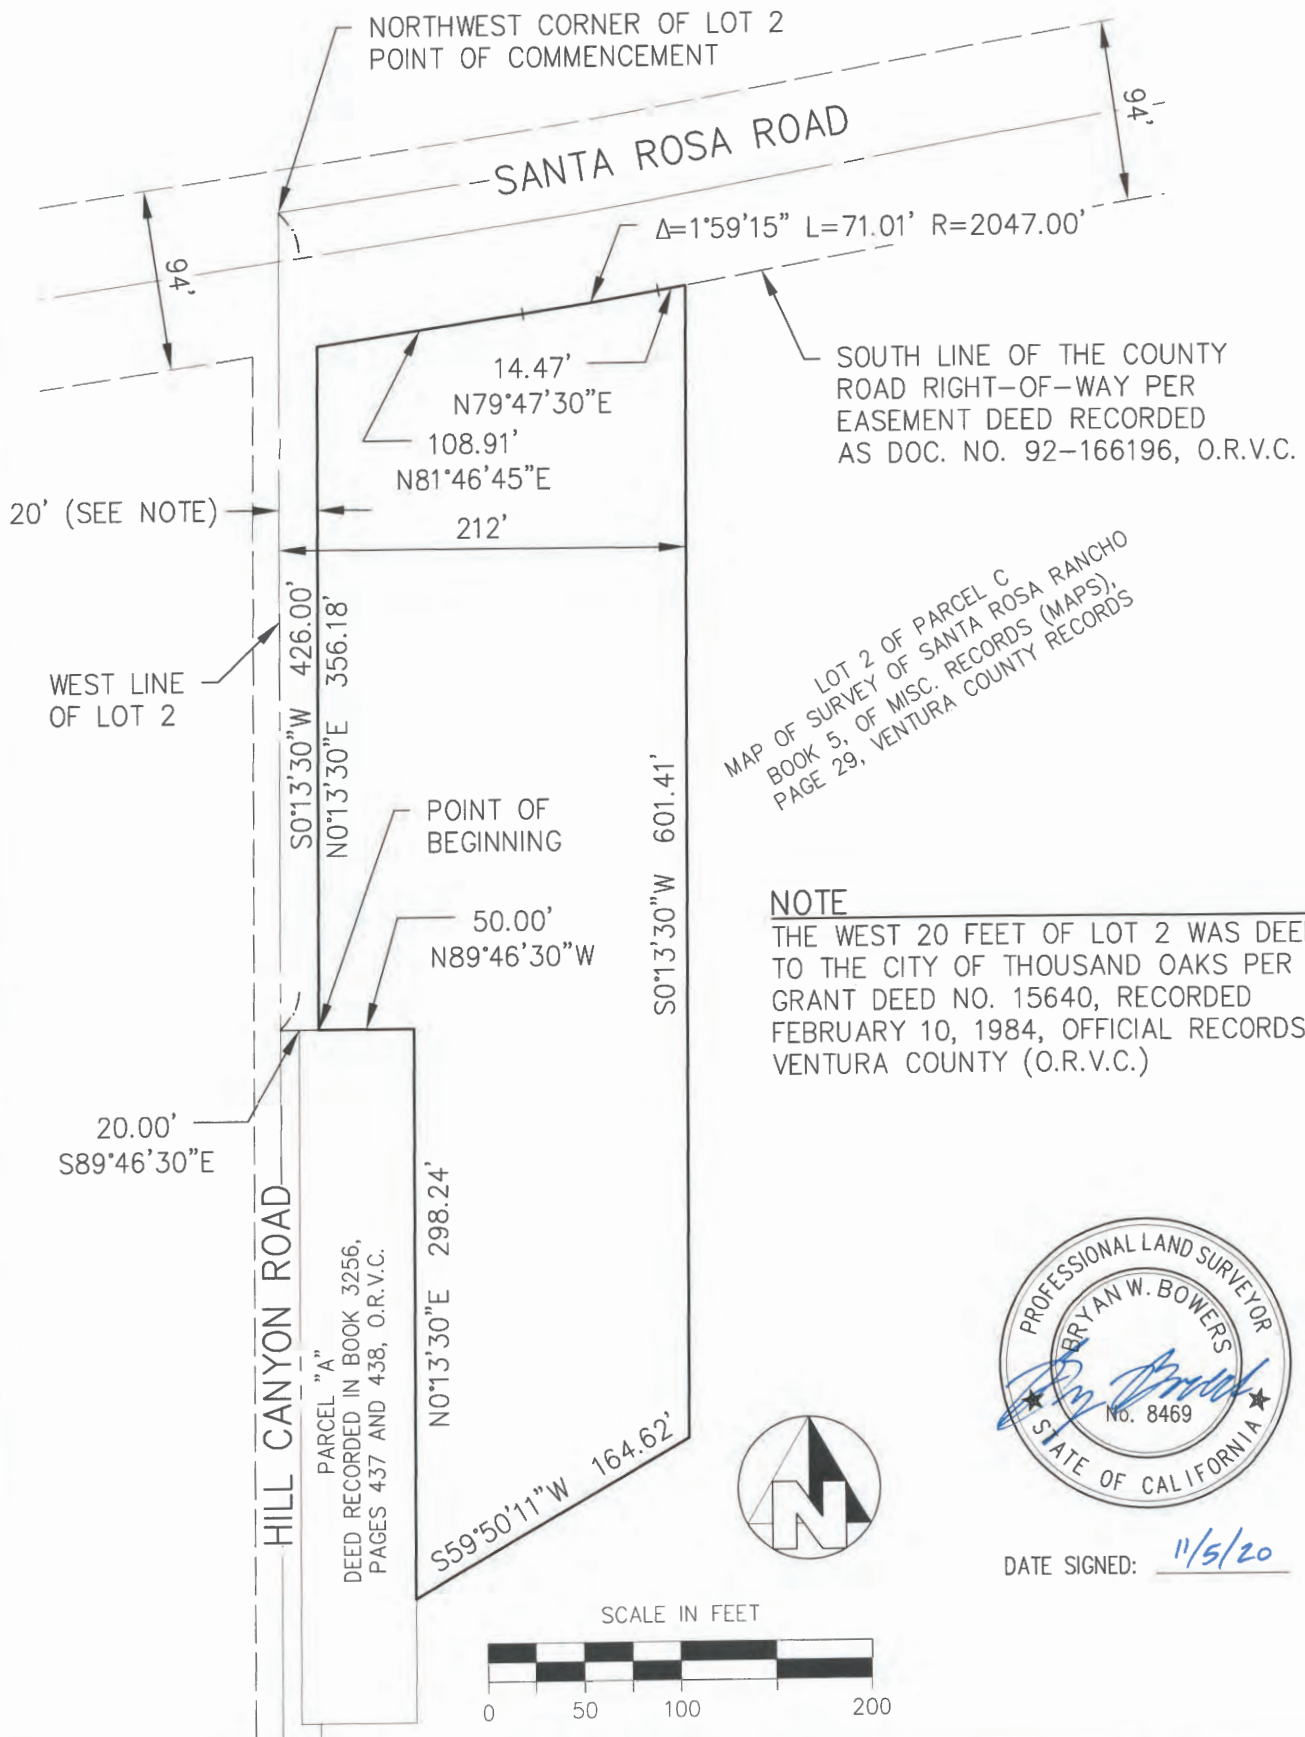 NORTHWEST CORNER OF LOT 2
POINT OF COMMENCEMENT
94'
SANTA ROSA ROAD
94'
Δ=1°59'15" L=71.01' R=2047.00'
14.47'
N79°47'30"E
108.91'
N81°46'45"E
SOUTH LINE OF THE COUNTY
ROAD RIGHT-OF-WAY PER
EASEMENT DEED RECORDED
AS DOC. NO. 92-166196, O.R.V.C.
20' (SEE NOTE)
212'
S0°13'30"W 426.00'
N0°13'30"E 356.18'
WEST LINE
OF LOT 2
LOT 2 OF PARCEL C
MAP OF SURVEY OF SANTA ROSA RANCHO
BOOK 5, OF MISC. RECORDS (MAPS),
PAGE 29, VENTURA COUNTY RECORDS
S0°13'30"W 601.41'
POINT OF
BEGINNING
50.00'
N89°46'30"W
NOTE
THE WEST 20 FEET OF LOT 2 WAS
TO THE CITY OF THOUSAND OAKS PER
GRANT DEED NO. 15640, RECORDED
FEBRUARY 10, 1984, OFFICIAL RECORDS
VENTURA COUNTY (O.R.V.C.)
20.00'
S89°46'30"E
HILL CANYON ROAD
PARCEL "A"
DEED RECORDED IN BOOK 3256,
PAGES 437 AND 438, O.R.V.C.
N0°13'30"E 298.24'
S59°50'11"W 164.62'
N
PROFESSIONAL LAND SURVEYOR
BRYAN W. BOWERS
No. 8469
STATE OF CALIFORNIA
DATE SIGNED: 11/5/20
SCALE IN FEET
0 50 100 200